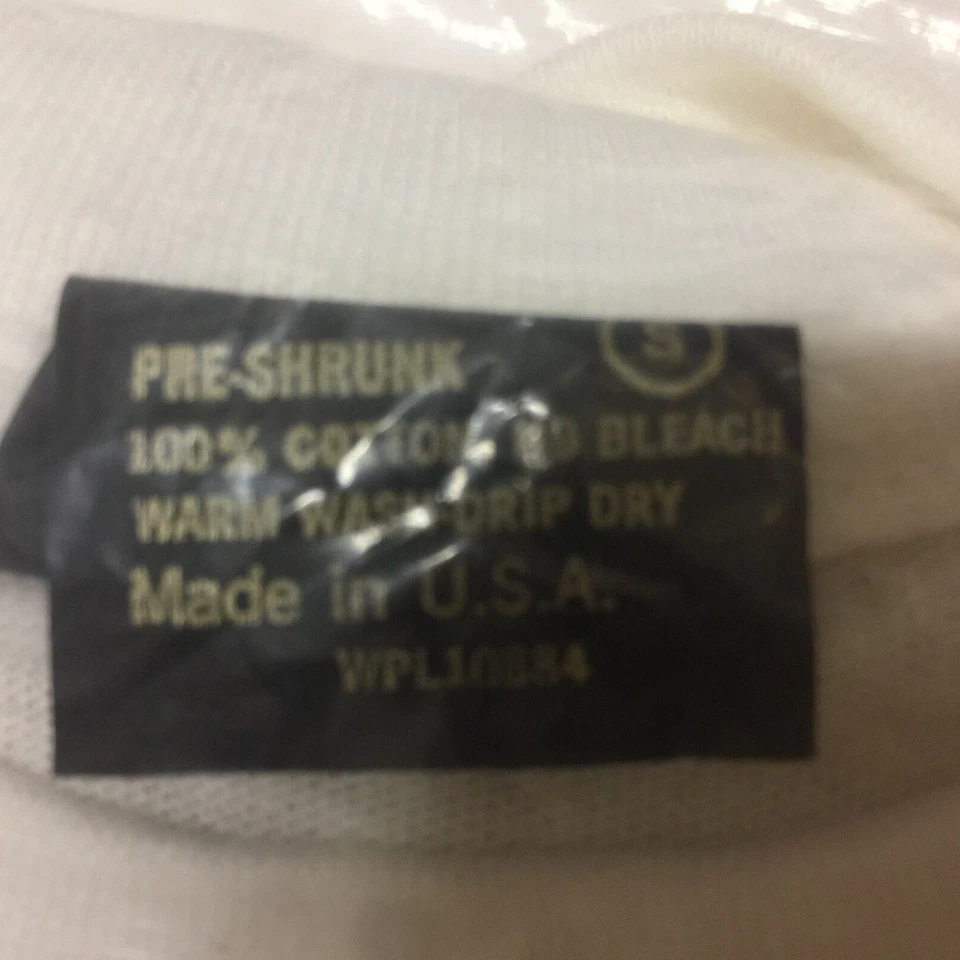 S
PRE-SHRUNK
100% COTTON. NO BLEACH
WARM WASH-DRIP DRY
Made in U.S.A.